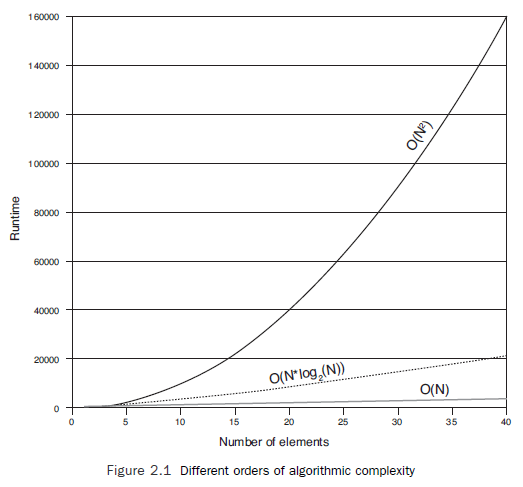 160000
140000
120000
100000
80000
60000
40000
20000
0
Runtime
O(N²)
O(N*log₂(N))
O(N)
0 5 10 15 20 25 30 35 40
Number of elements
Figure 2.1 Different orders of algorithmic complexity